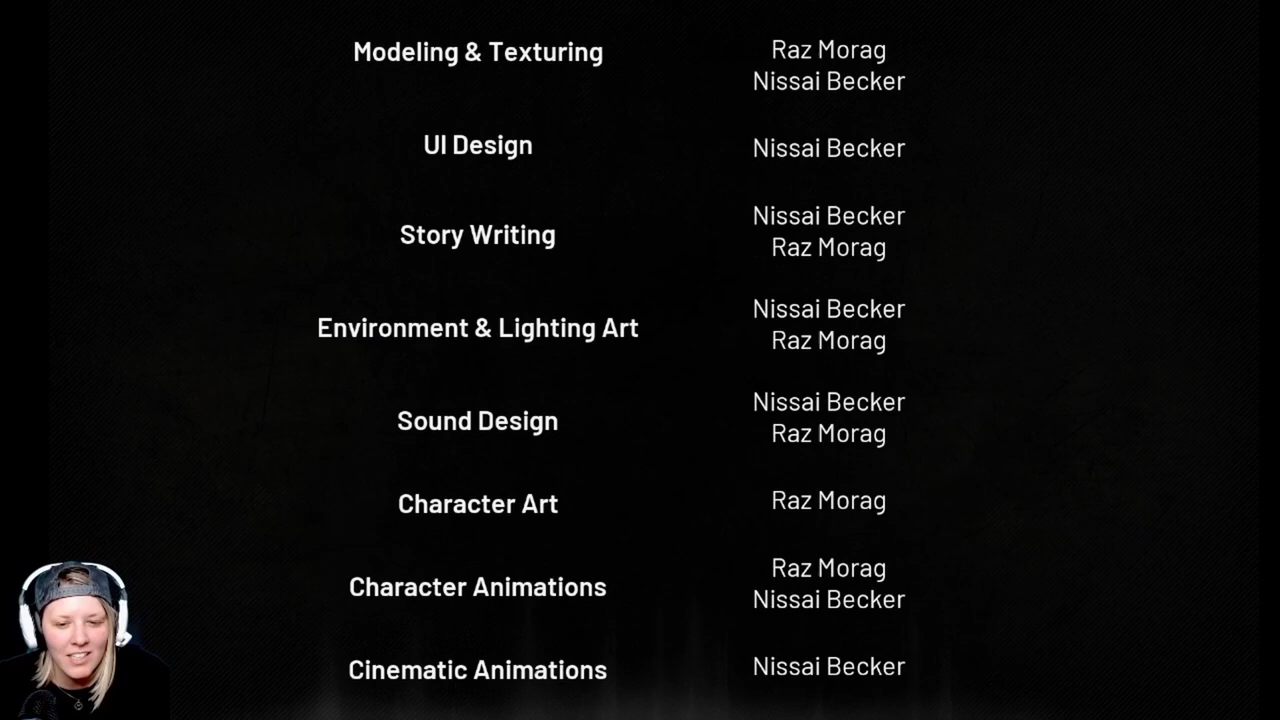 Modeling & Texturing
Raz Morag
Nissai Becker
UI Design
Nissai Becker
Story Writing
Nissai Becker
Raz Morag
Environment & Lighting Art
Nissai Becker
Raz Morag
Sound Design
Nissai Becker
Raz Morag
Character Art
Raz Morag
Character Animations
Raz Morag
Nissai Becker
Cinematic Animations
Nissai Becker